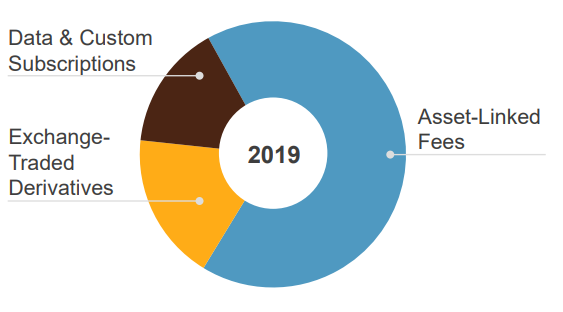 Data & Custom
Subscriptions
Exchange-
Traded
Derivatives
2019
Asset-Linked
Fees